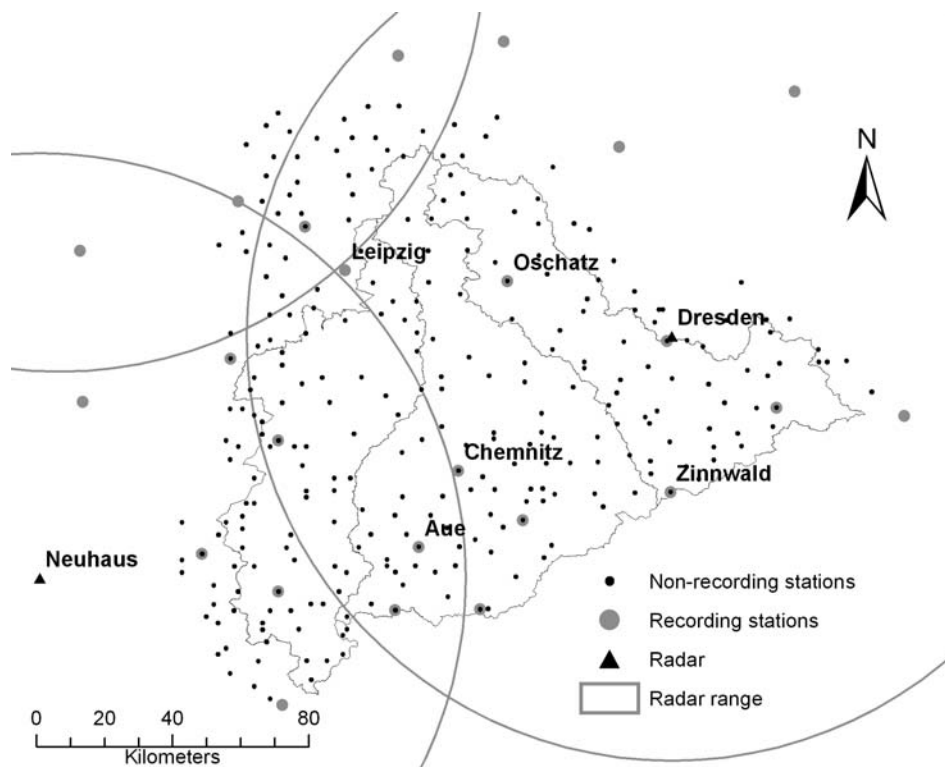 N
Leipzig
Oschatz
Dresden
Chemnitz
Zinnwald
Aue
Neuhaus
Non-recording stations
Recording stations
Radar
Radar range
0 20 40 80
Kilometers